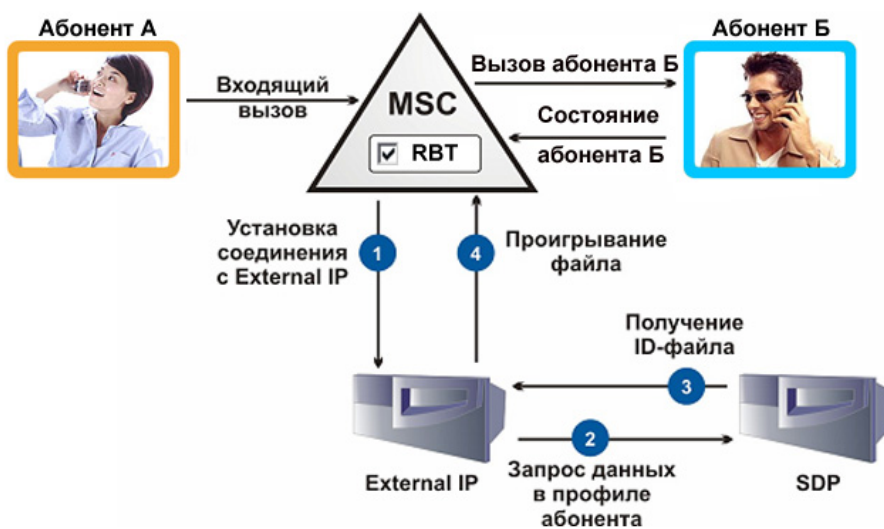 Абонент А
Абонент Б
Входящий
вызов
MSC
RBT
Вызов абонента Б
Состояние
абонента Б
Установка
соединения
с External IP
1
4
Проигрывание
файла
Получение
ID-файла
3
2
External IP
Запрос данных
в профиле
абонента
SDP